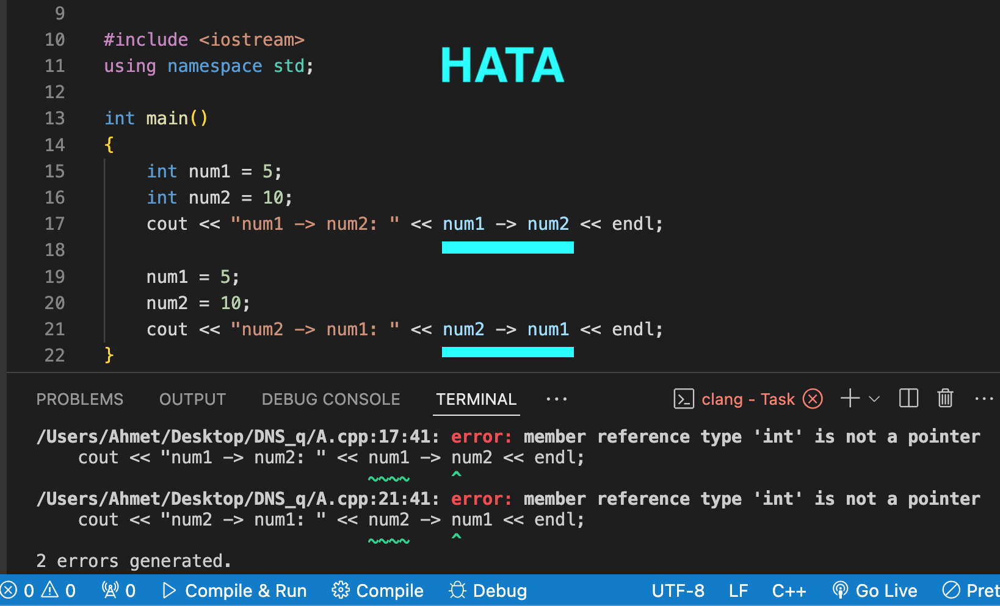 9
10 #include <iostream>
HATA
11 using namespace std;
12
13 int main()
14 {
15 int num1 = 5;
16 int num2 = 10;
17 cout << "num1 -> num2: " << num1 -> num2 << endl;
18
19 num1 = 5;
20 num2 = 10;
21 cout << "num2 -> num1: " << num2 -> num1 << endl;
22 }
PROBLEMS OUTPUT DEBUG CONSOLE TERMINAL ... clang - Task
/Users/Ahmet/Desktop/DNS_q/A.cpp:17:41: error: member reference type 'int' is not a pointer
cout << "num1 -> num2: " << num1 -> num2 << endl;
~~~~ ^
/Users/Ahmet/Desktop/DNS_q/A.cpp:21:41: error: member reference type 'int' is not a pointer
cout << "num2 -> num1: " << num2 -> num1 << endl;
~~~~ ^
2 errors generated.
0 0 0 Compile & Run Compile Debug UTF-8 LF C++ Go Live Pret